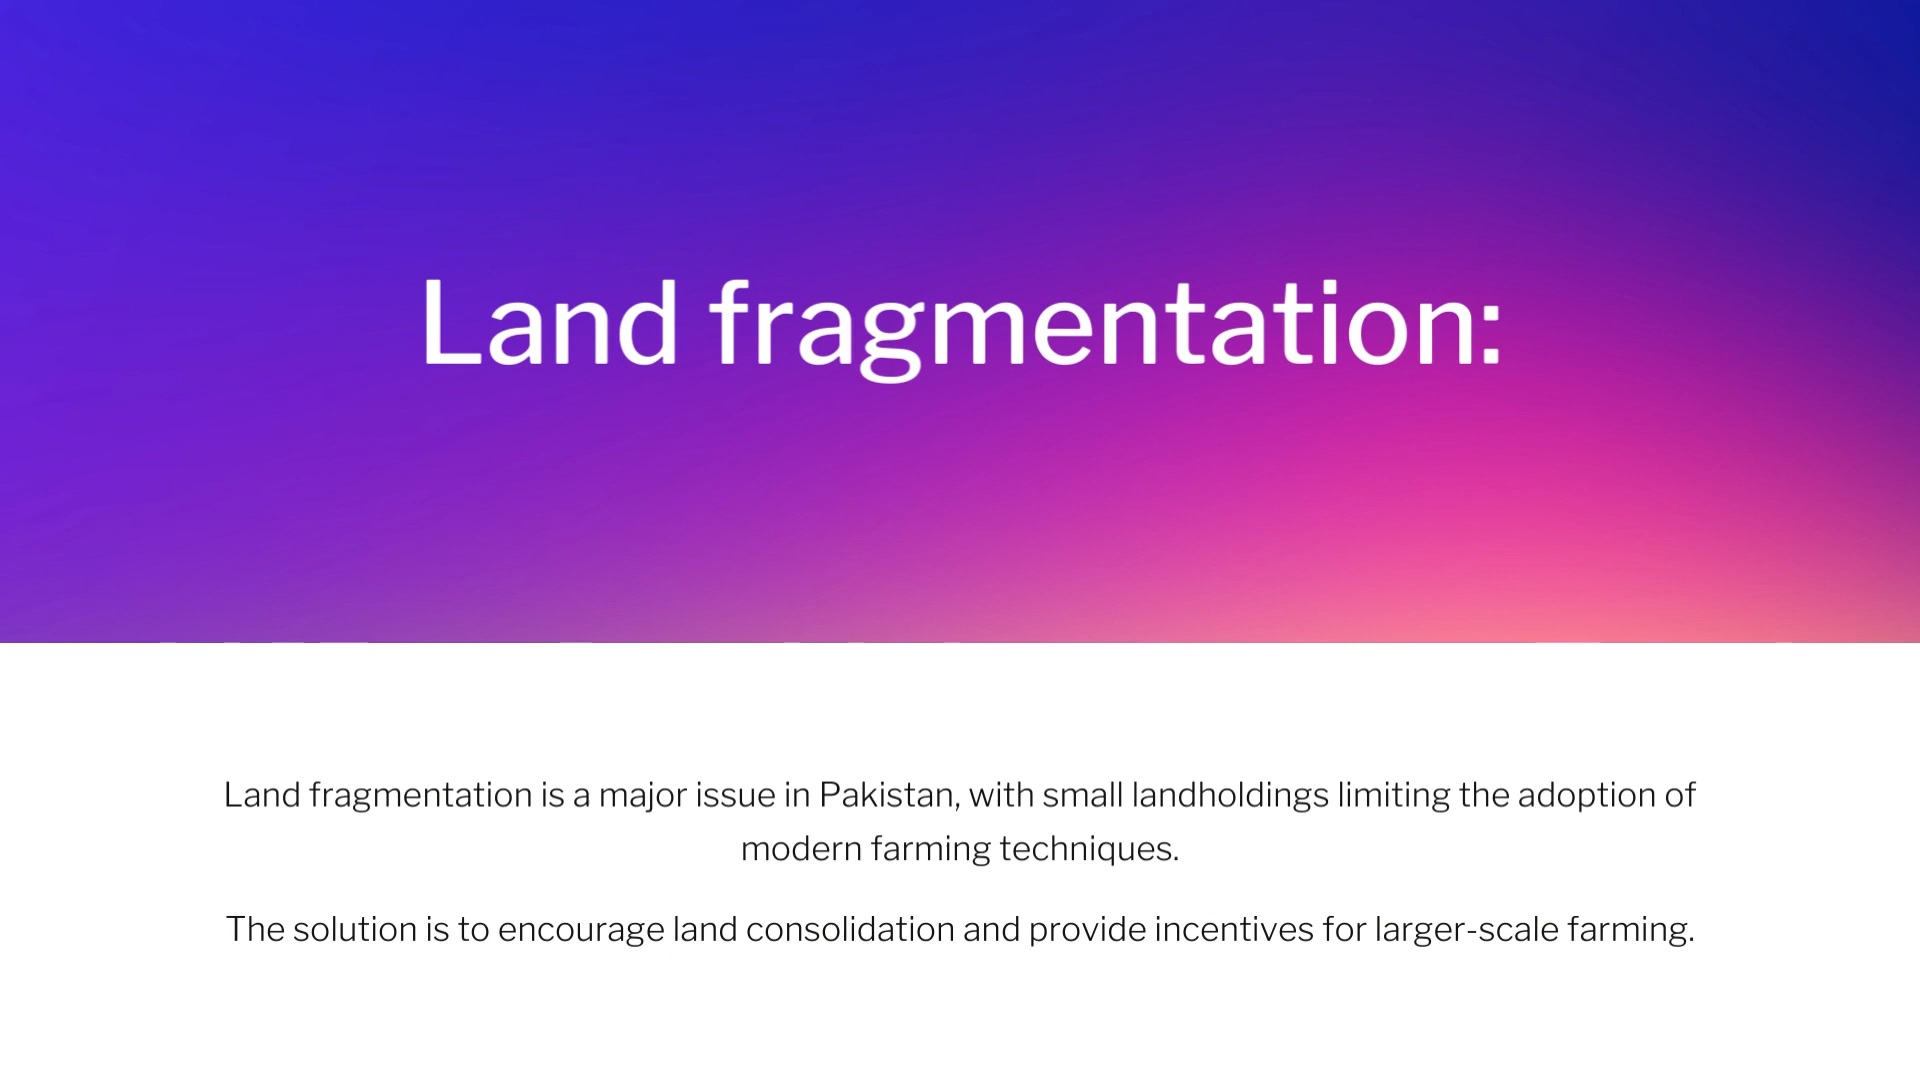 Land fragmentation:
Land fragmentation is a major issue in Pakistan, with small landholdings limiting the adoption of
modern farming techniques.
The solution is to encourage land consolidation and provide incentives for larger-scale farming.